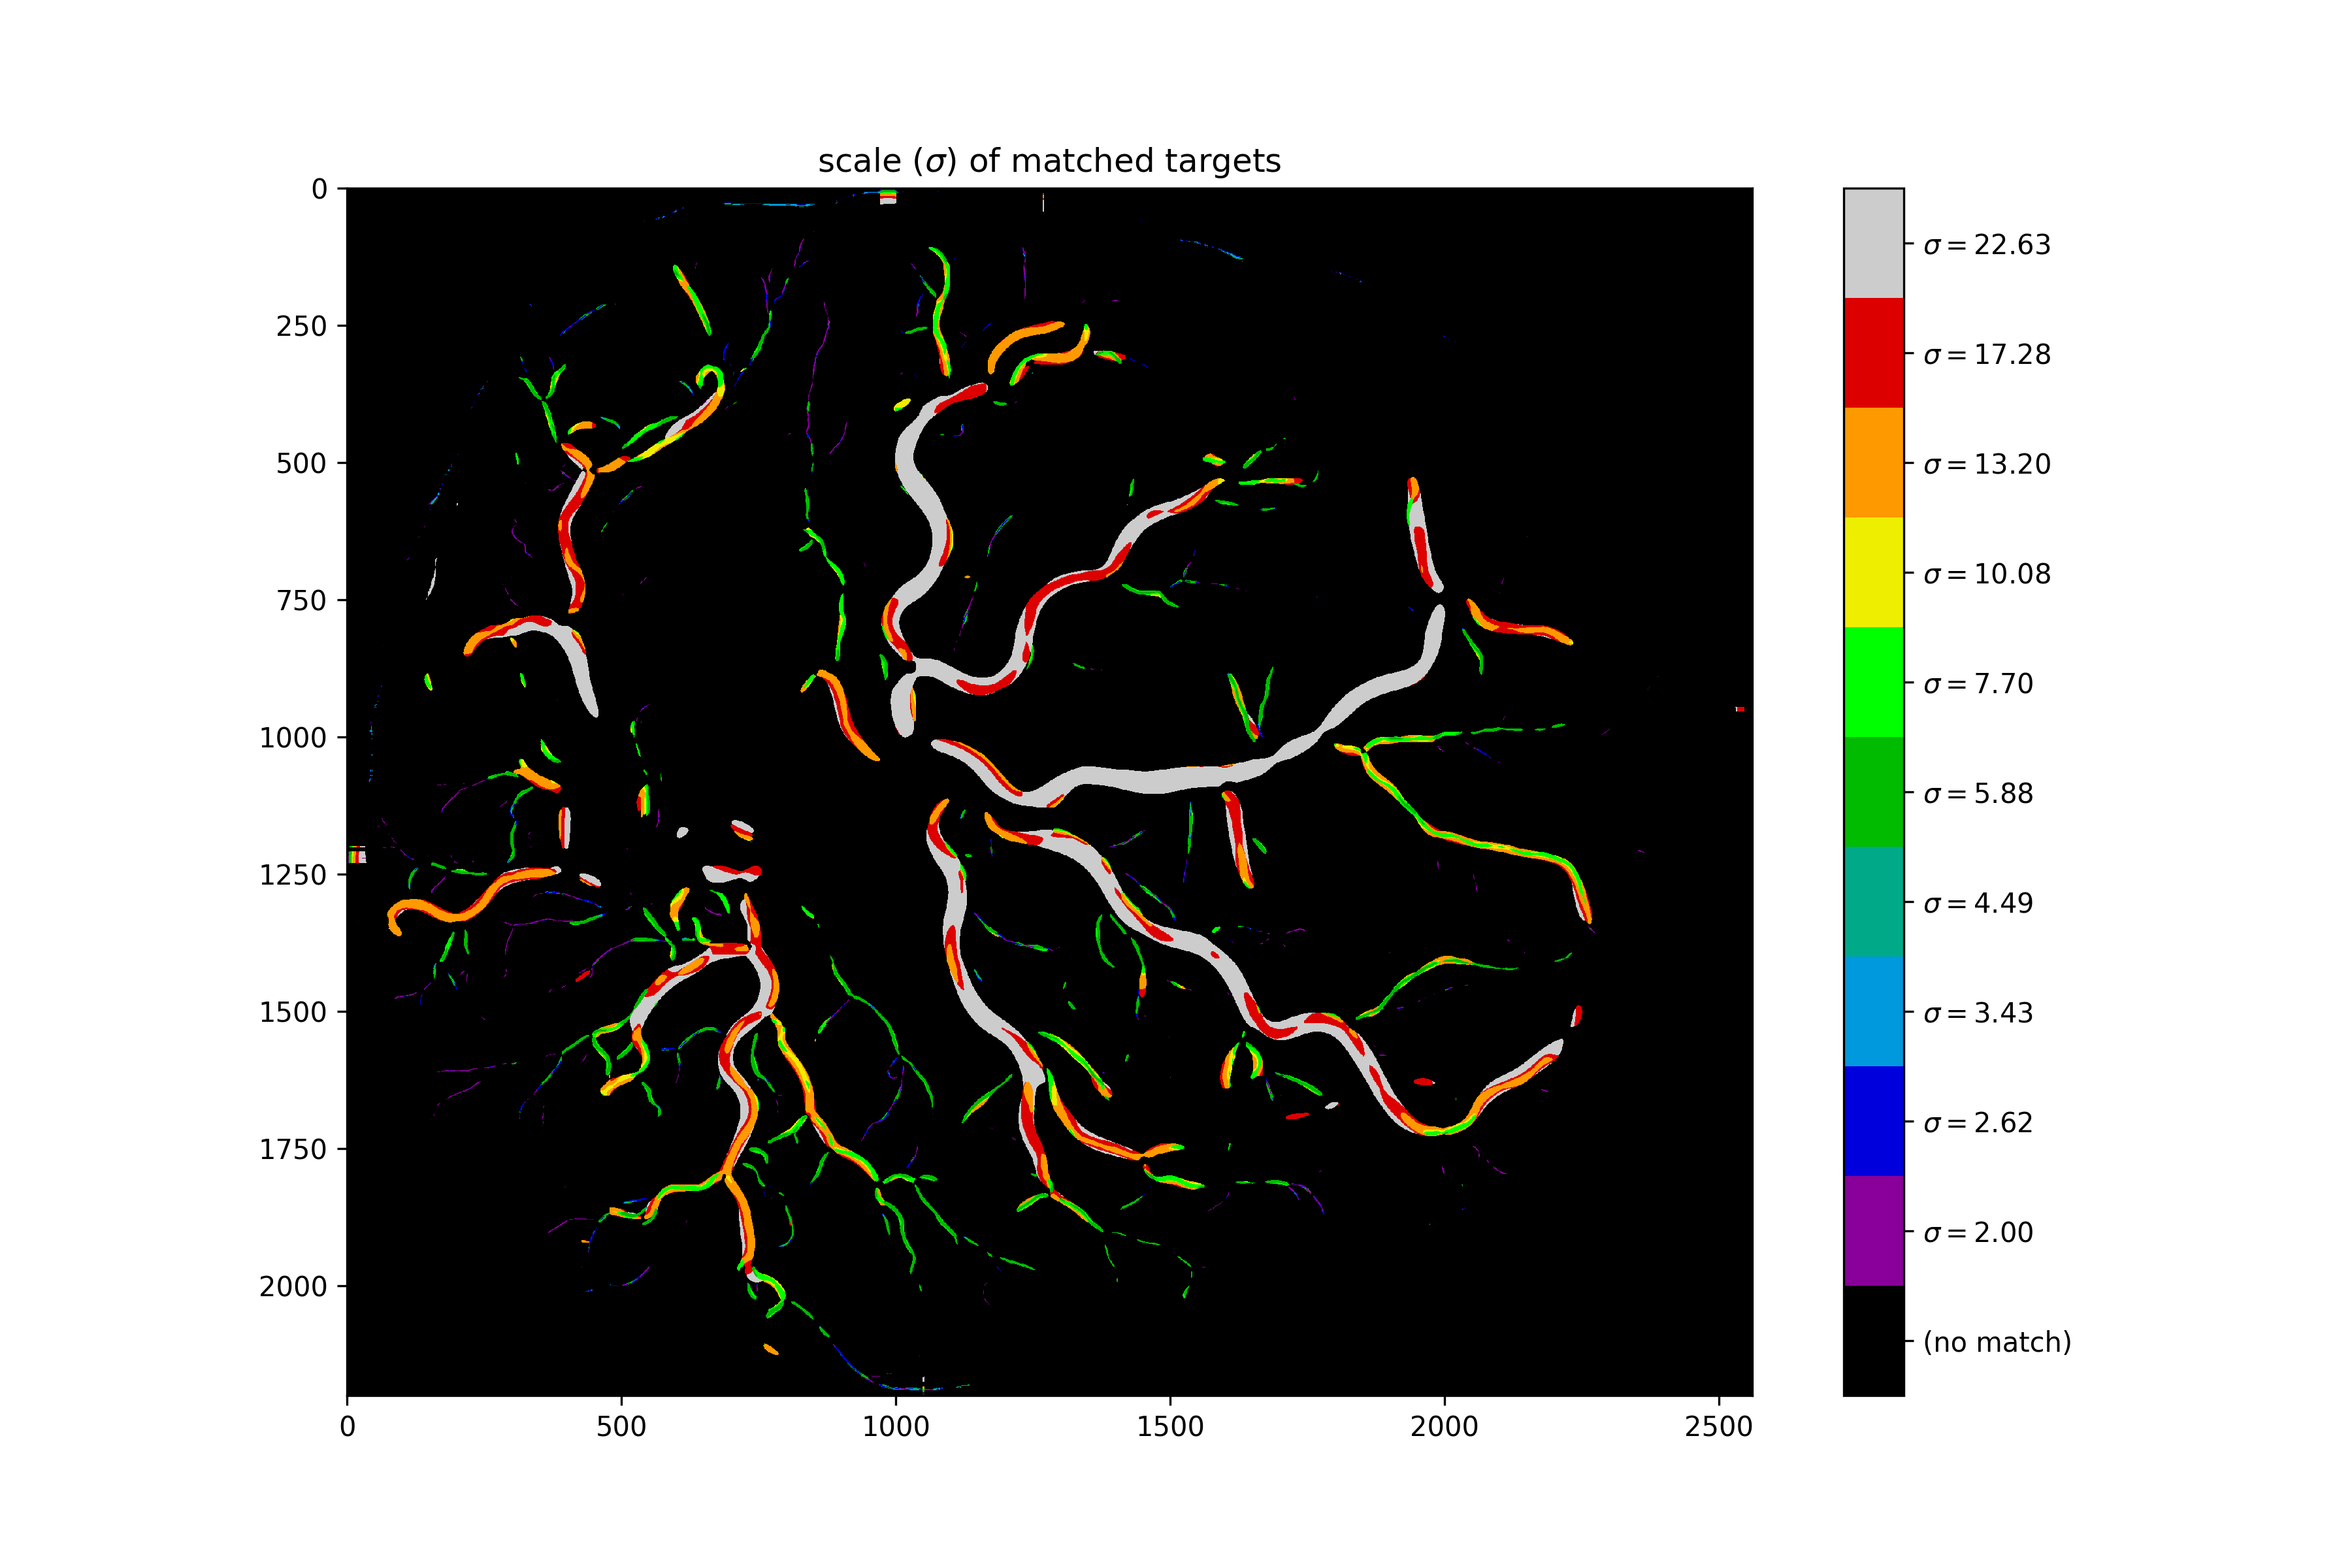 scale (σ) of matched targets
0
250
500
750
1000
1250
1500
1750
2000
0 500 1000 1500 2000 2500
σ = 22.63
σ = 17.28
σ = 13.20
σ = 10.08
σ = 7.70
σ = 5.88
σ = 4.49
σ = 3.43
σ = 2.62
σ = 2.00
(no match)